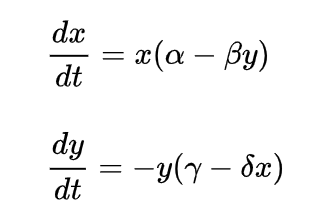 dx/dt = x(α − βy)
dy/dt = −y(γ − δx)